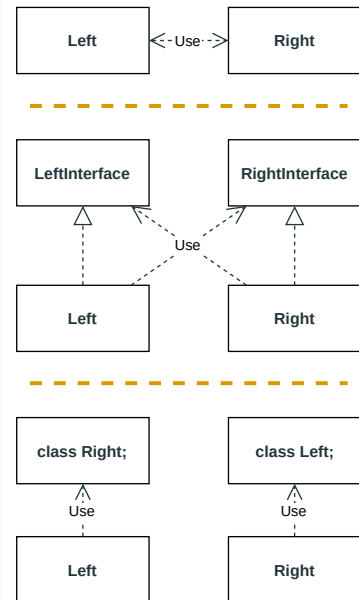 Left
Use
Right
LeftInterface
RightInterface
Use
Left
Right
class Right;
class Left;
Use
Use
Left
Right